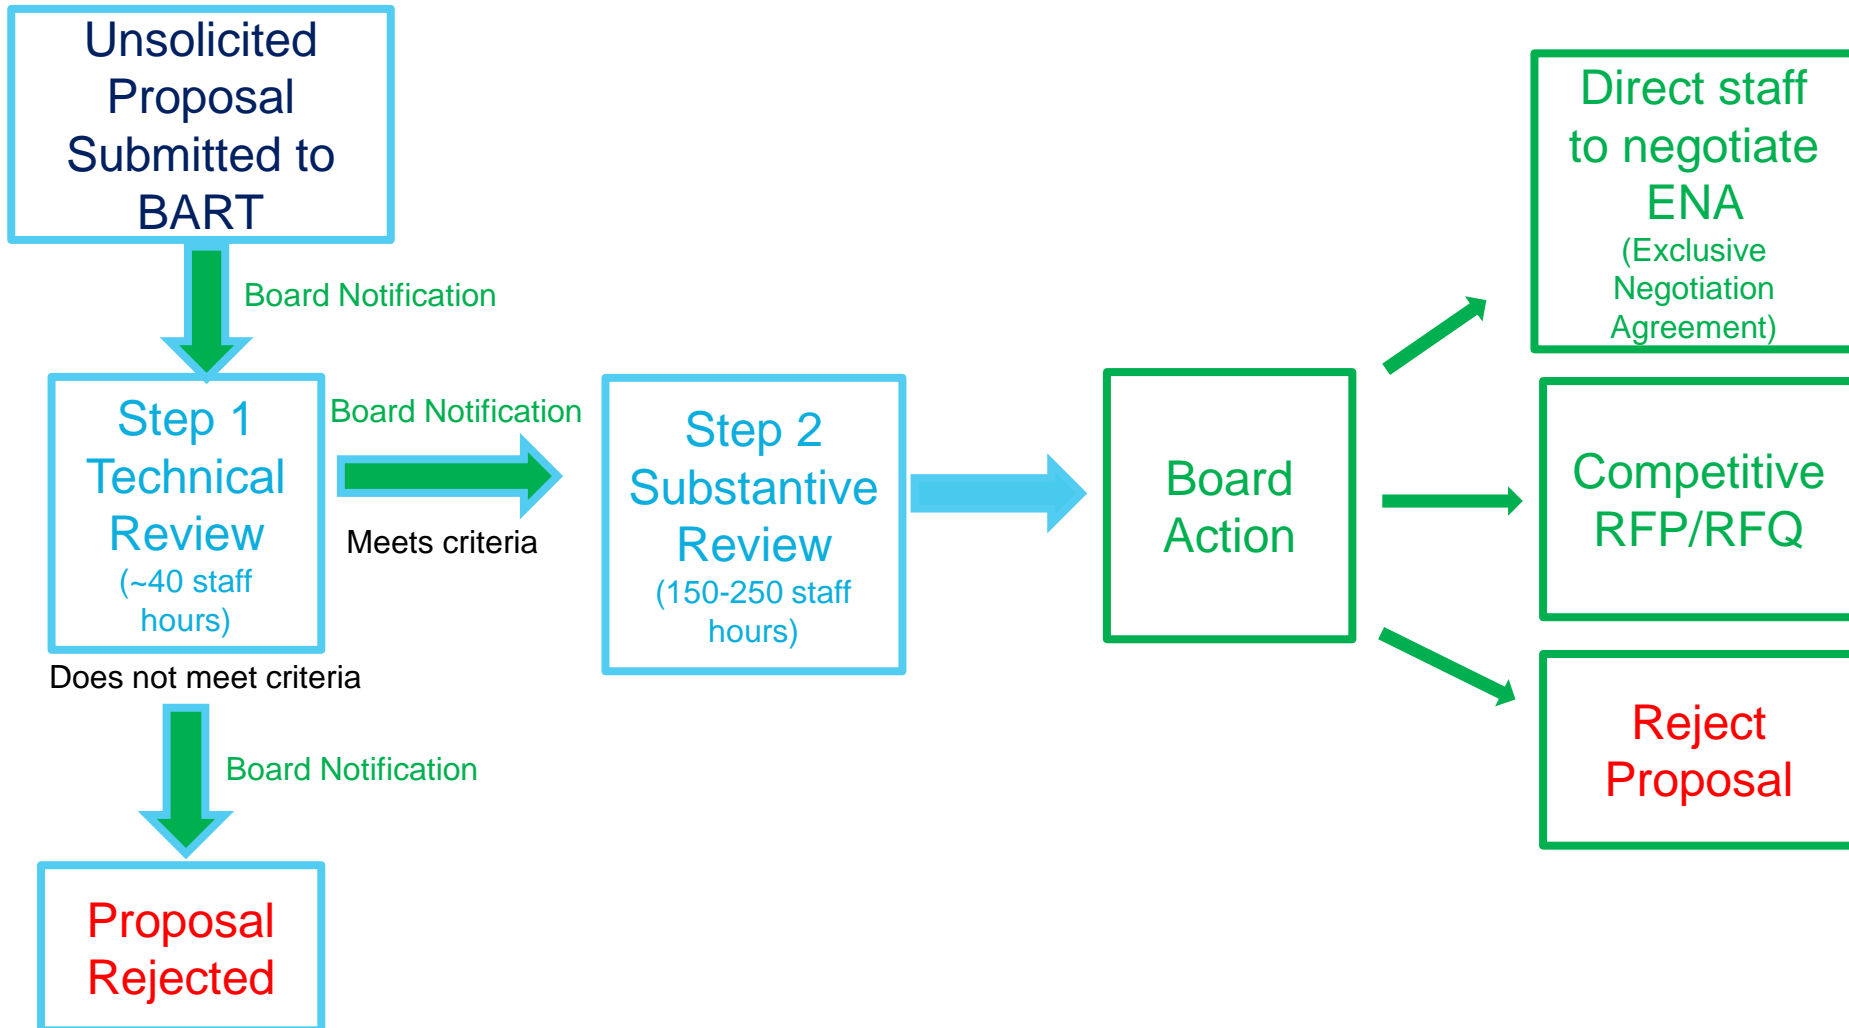 Unsolicited
Proposal
Submitted to
BART
Board Notification
Step 1
Technical
Review
(~40 staff
hours)
Board Notification
Meets criteria
Does not meet criteria
Board Notification
Proposal
Rejected
Step 2
Substantive
Review
(150-250 staff
hours)
Board
Action
Direct staff
to negotiate
ENA
(Exclusive
Negotiation
Agreement)
Competitive
RFP/RFQ
Reject
Proposal